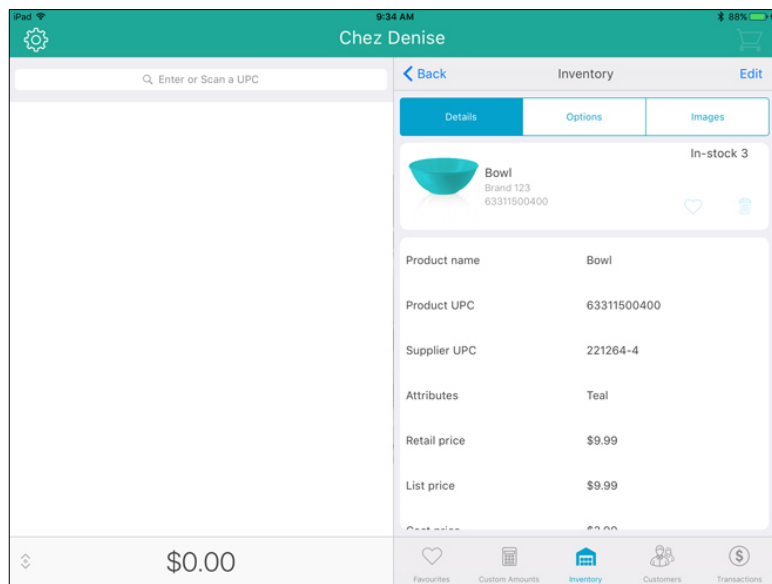 iPad 9:34 AM 88%
Chez Denise
Enter or Scan a UPC
Back Inventory Edit
Details Options Images
In-stock 3
Bowl
Brand 123
63311500400
Product name Bowl
Product UPC 63311500400
Supplier UPC 221264-4
Attributes Teal
Retail price $9.99
List price $9.99
$0.00
Favourites Custom Amounts Inventory Customers Transactions